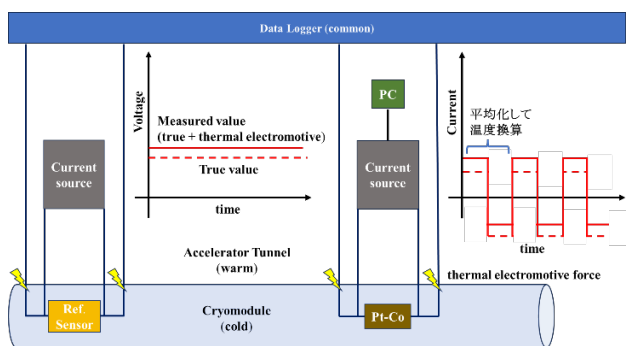 Data Logger (common)
Voltage
Measured value
(true + thermal electromotive)
True value
time
Current
source
PC
Current
source
Current
平均化して
温度換算
time
Accelerator Tunnel
(warm)
thermal electromotive force
Ref.
Sensor
Cryomodule
(cold)
Pt-Co